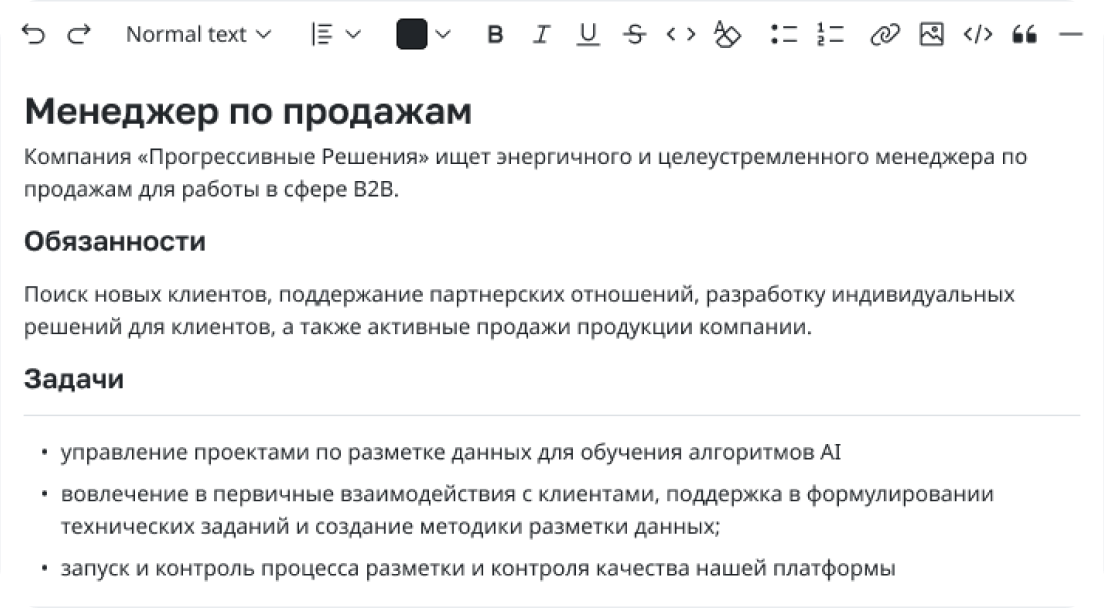 Normal text
Менеджер по продажам
Компания «Прогрессивные Решения» ищет энергичного и целеустремленного менеджера по
продажам для работы в сфере B2B.
Обязанности
Поиск новых клиентов, поддержание партнерских отношений, разработку индивидуальных
решений для клиентов, а также активные продажи продукции компании.
Задачи
• управление проектами по разметке данных для обучения алгоритмов AI
• вовлечение в первичные взаимодействия с клиентами, поддержка в формулировании
технических заданий и создание методики разметки данных;
• запуск и контроль процесса разметки и контроля качества нашей платформы